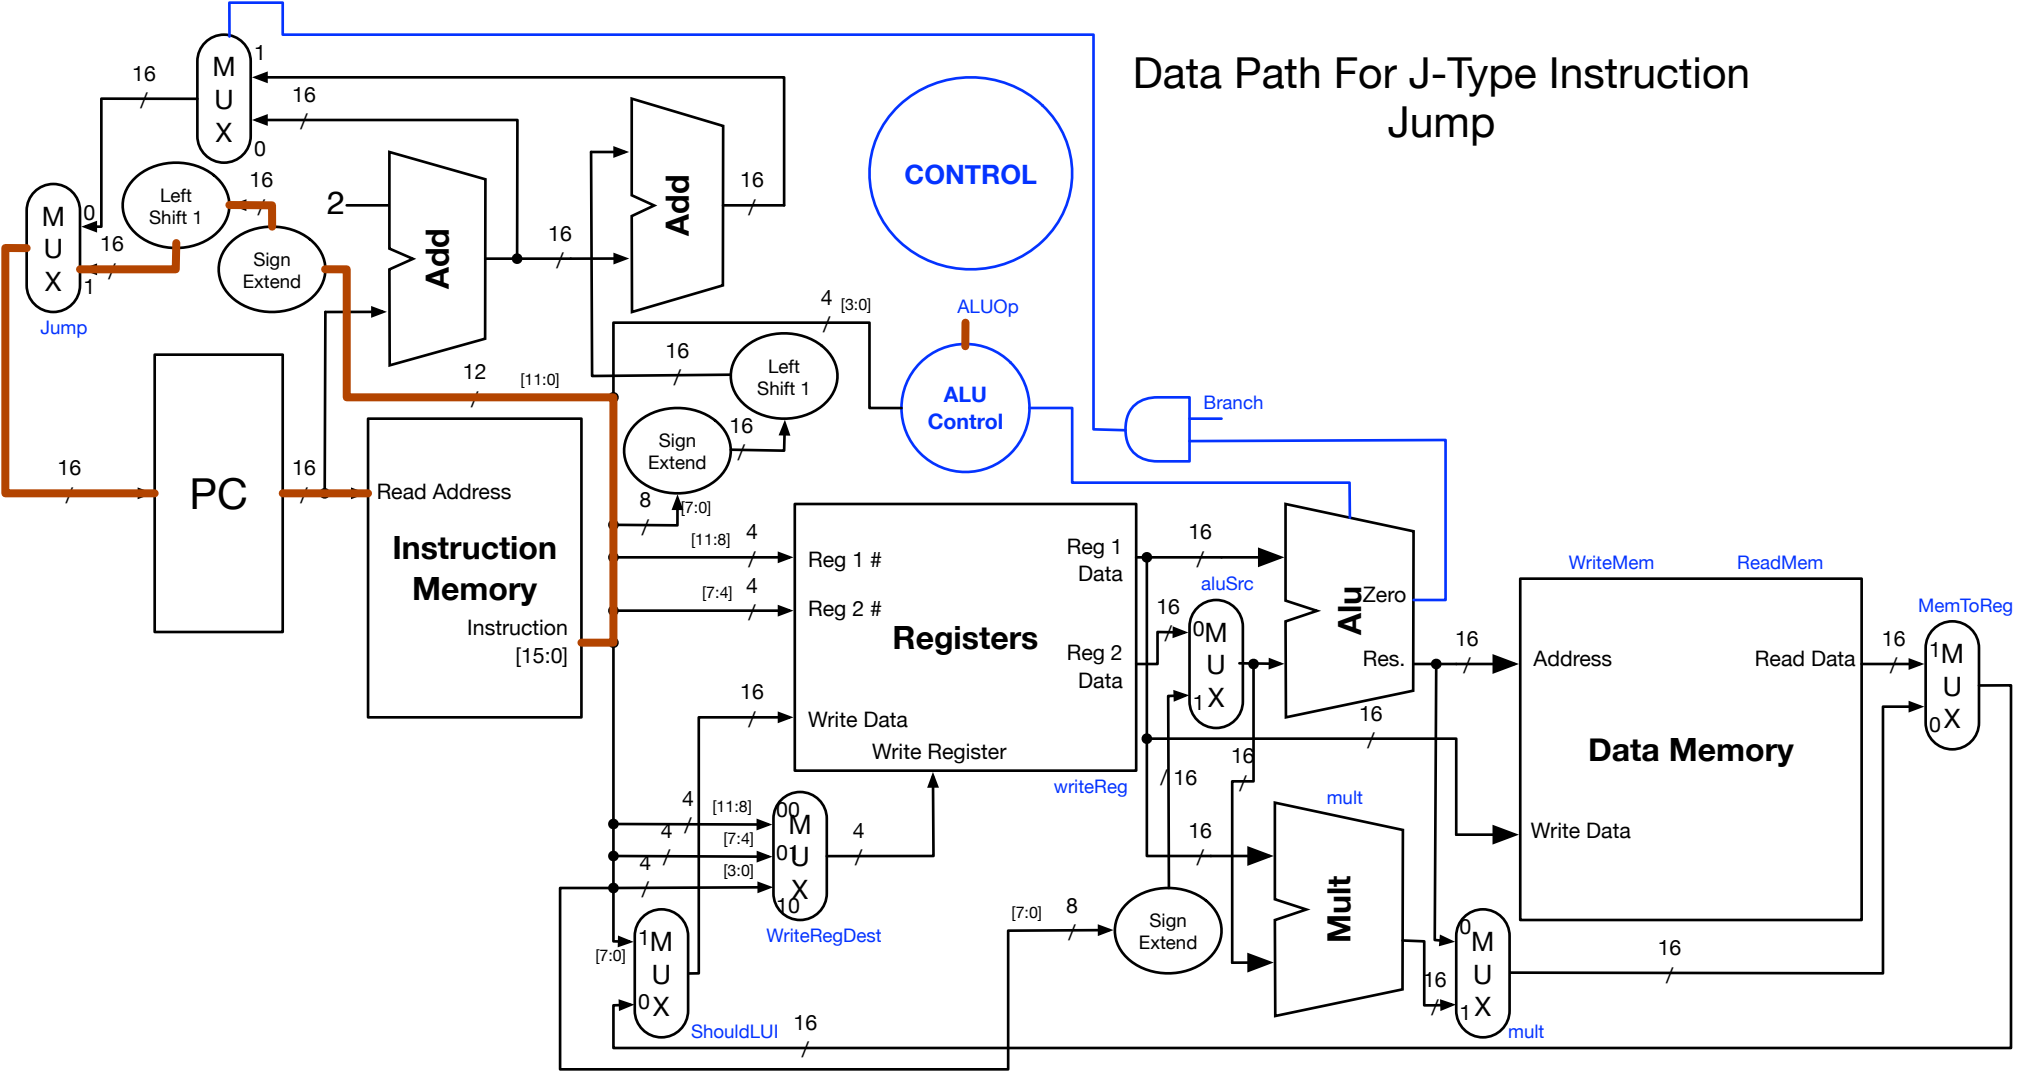 Data Path For J-Type Instruction
Jump
M
U
X
1
0
16
16
16
Left
Shift 1
Sign
Extend
16
M
U
X
0
1
Jump
2
Add
16
Add
16
CONTROL
4
[3:0]
ALUOp
ALU
Control
Branch
16
Left
Shift 1
12
[11:0]
Sign
Extend
16
8
[7:0]
16
PC
16
Read Address
Instruction
Memory
Instruction
[15:0]
[11:8]
4
[7:4]
4
Reg 1 #
Reg 2 #
Registers
Reg 1
Data
Reg 2
Data
16
Write Data
Write Register
writeReg
16
aluSrc
16
0
M
U
X
1
Alu
Zero
Res.
16
16
16
16
WriteMem
ReadMem
Address
Read Data
Data Memory
Write Data
16
MemToReg
1
M
U
X
0
4
[11:8]
4
[7:4]
4
[3:0]
00
M
01
U
X
10
4
WriteRegDest
[7:0]
1
M
U
X
0
ShouldLUI
16
[7:0]
8
Sign
Extend
16
mult
Mult
16
0
M
U
X
1
mult
16